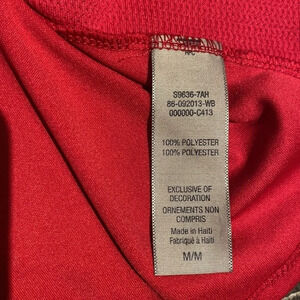 S9636-7AH
86-092013-WB
000000-C413
100% POLYESTER
100% POLYESTER
EXCLUSIVE OF
DECORATION
ORNEMENTS NON
COMPRIS
Made in Haiti
Fabriqué à Haiti
M/M